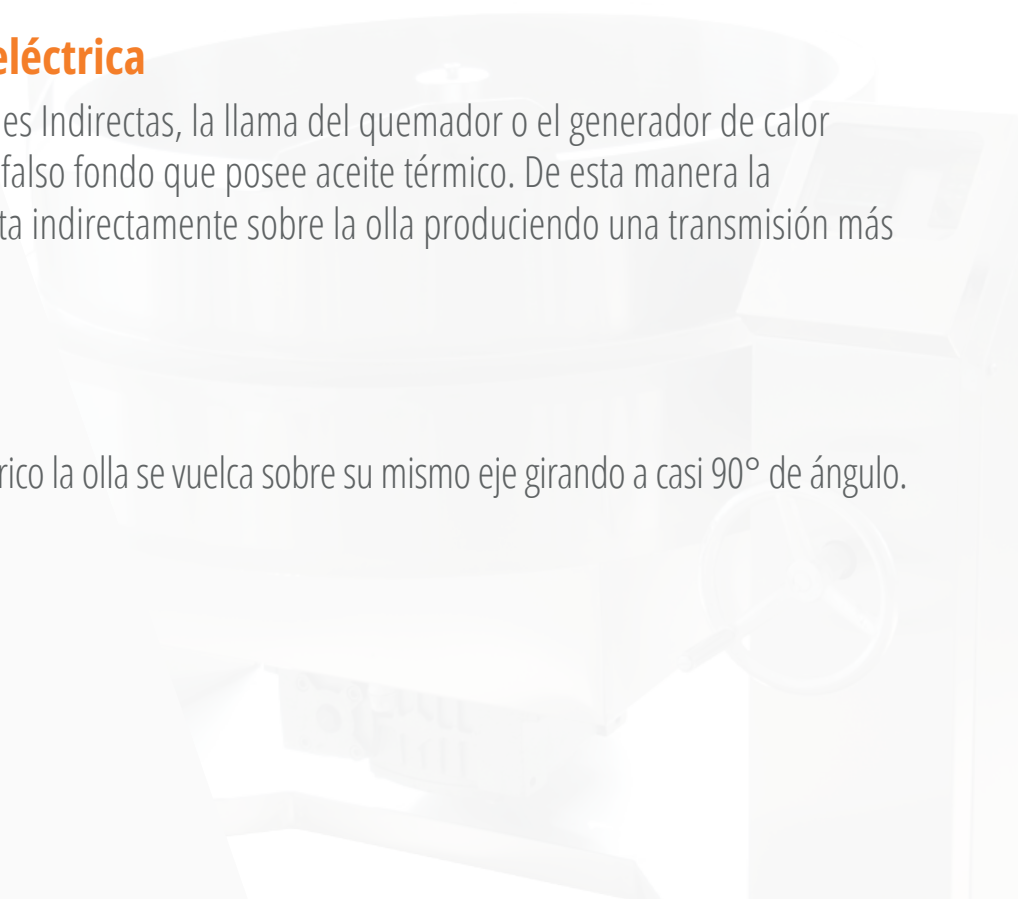 eléctrica
es Indirectas, la llama del quemador o el generador de calor
falso fondo que posee aceite térmico. De esta manera la
ta indirectamente sobre la olla produciendo una transmisión más
rico la olla se vuelca sobre su mismo eje girando a casi 90° de ángulo.